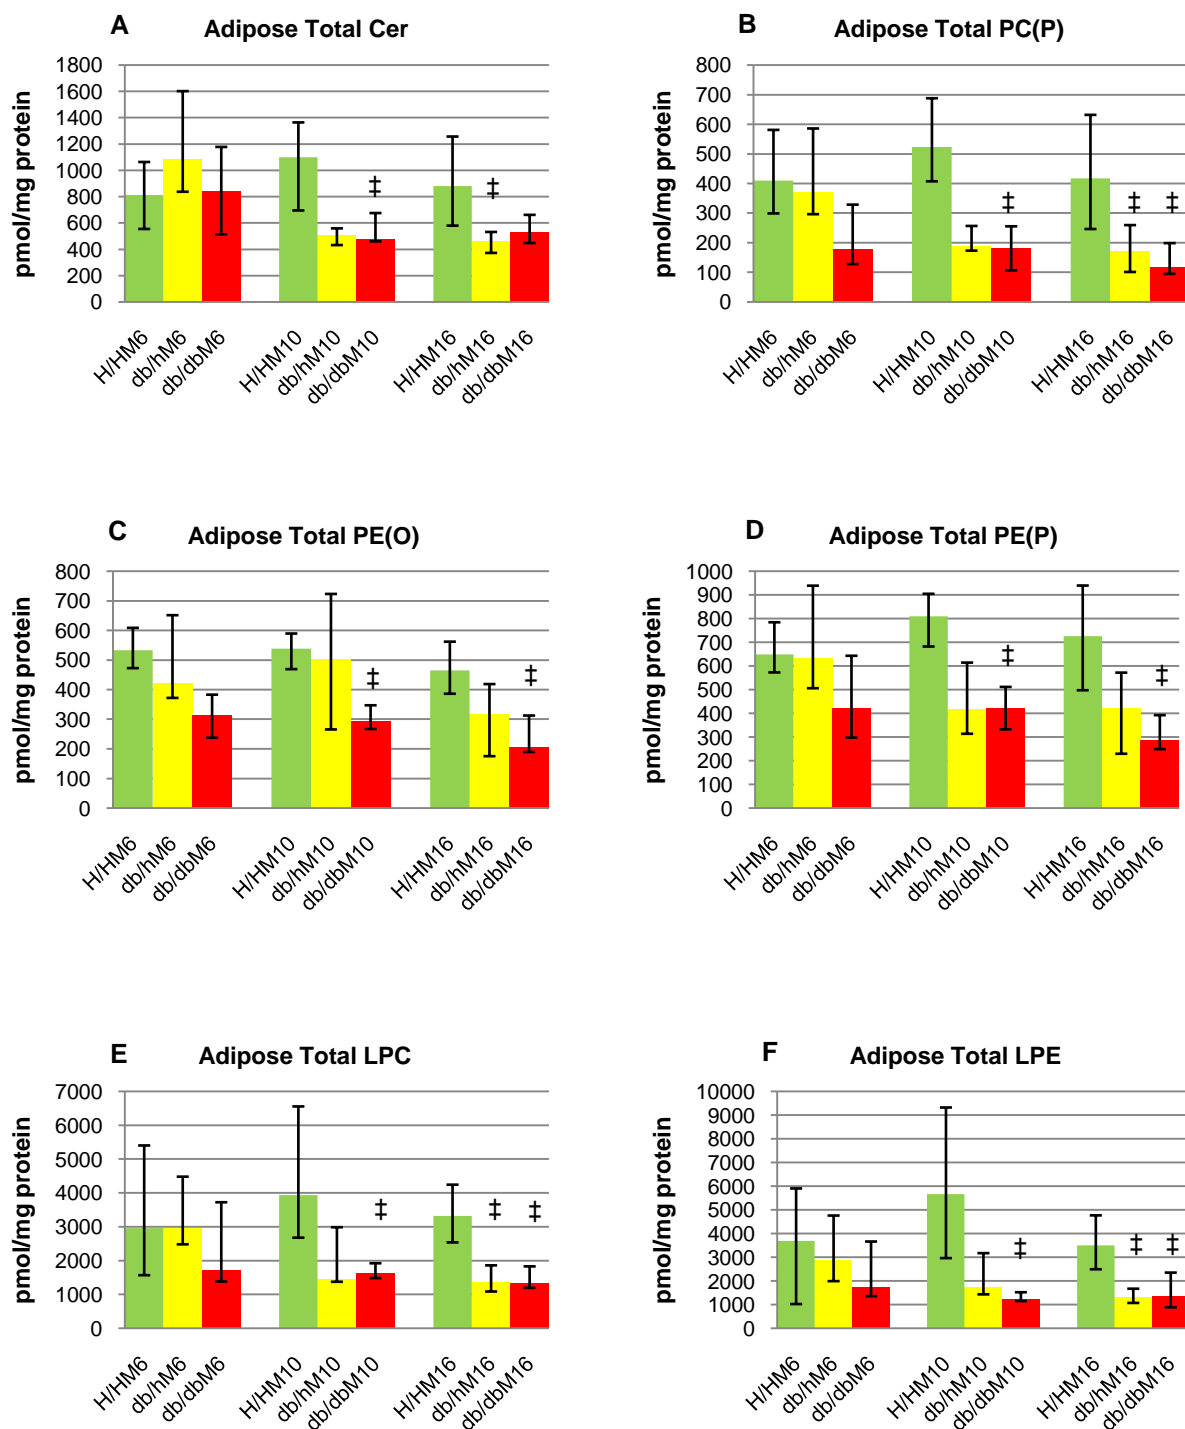 A Adipose Total Cer
pmol/mg protein
1800
1600
1400
1200
1000
800
600
400
200
0
‡ ‡
H/HM6 db/hM6 db/dbM6 H/HM10 db/hM10 db/dbM10 H/HM16 db/hM16 db/dbM16
B Adipose Total PC(P)
pmol/mg protein
800
700
600
500
400
300
200
100
0
‡ ‡ ‡
H/HM6 db/hM6 db/dbM6 H/HM10 db/hM10 db/dbM10 H/HM16 db/hM16 db/dbM16
C Adipose Total PE(O)
pmol/mg protein
800
700
600
500
400
300
200
100
0
‡ ‡
H/HM6 db/hM6 db/dbM6 H/HM10 db/hM10 db/dbM10 H/HM16 db/hM16 db/dbM16
D Adipose Total PE(P)
pmol/mg protein
1000
900
800
700
600
500
400
300
200
100
0
‡ ‡
H/HM6 db/hM6 db/dbM6 H/HM10 db/hM10 db/dbM10 H/HM16 db/hM16 db/dbM16
E Adipose Total LPC
pmol/mg protein
7000
6000
5000
4000
3000
2000
1000
0
‡ ‡ ‡
H/HM6 db/hM6 db/dbM6 H/HM10 db/hM10 db/dbM10 H/HM16 db/hM16 db/dbM16
F Adipose Total LPE
pmol/mg protein
10000
9000
8000
7000
6000
5000
4000
3000
2000
1000
0
‡ ‡ ‡
H/HM6 db/hM6 db/dbM6 H/HM10 db/hM10 db/dbM10 H/HM16 db/hM16 db/dbM16